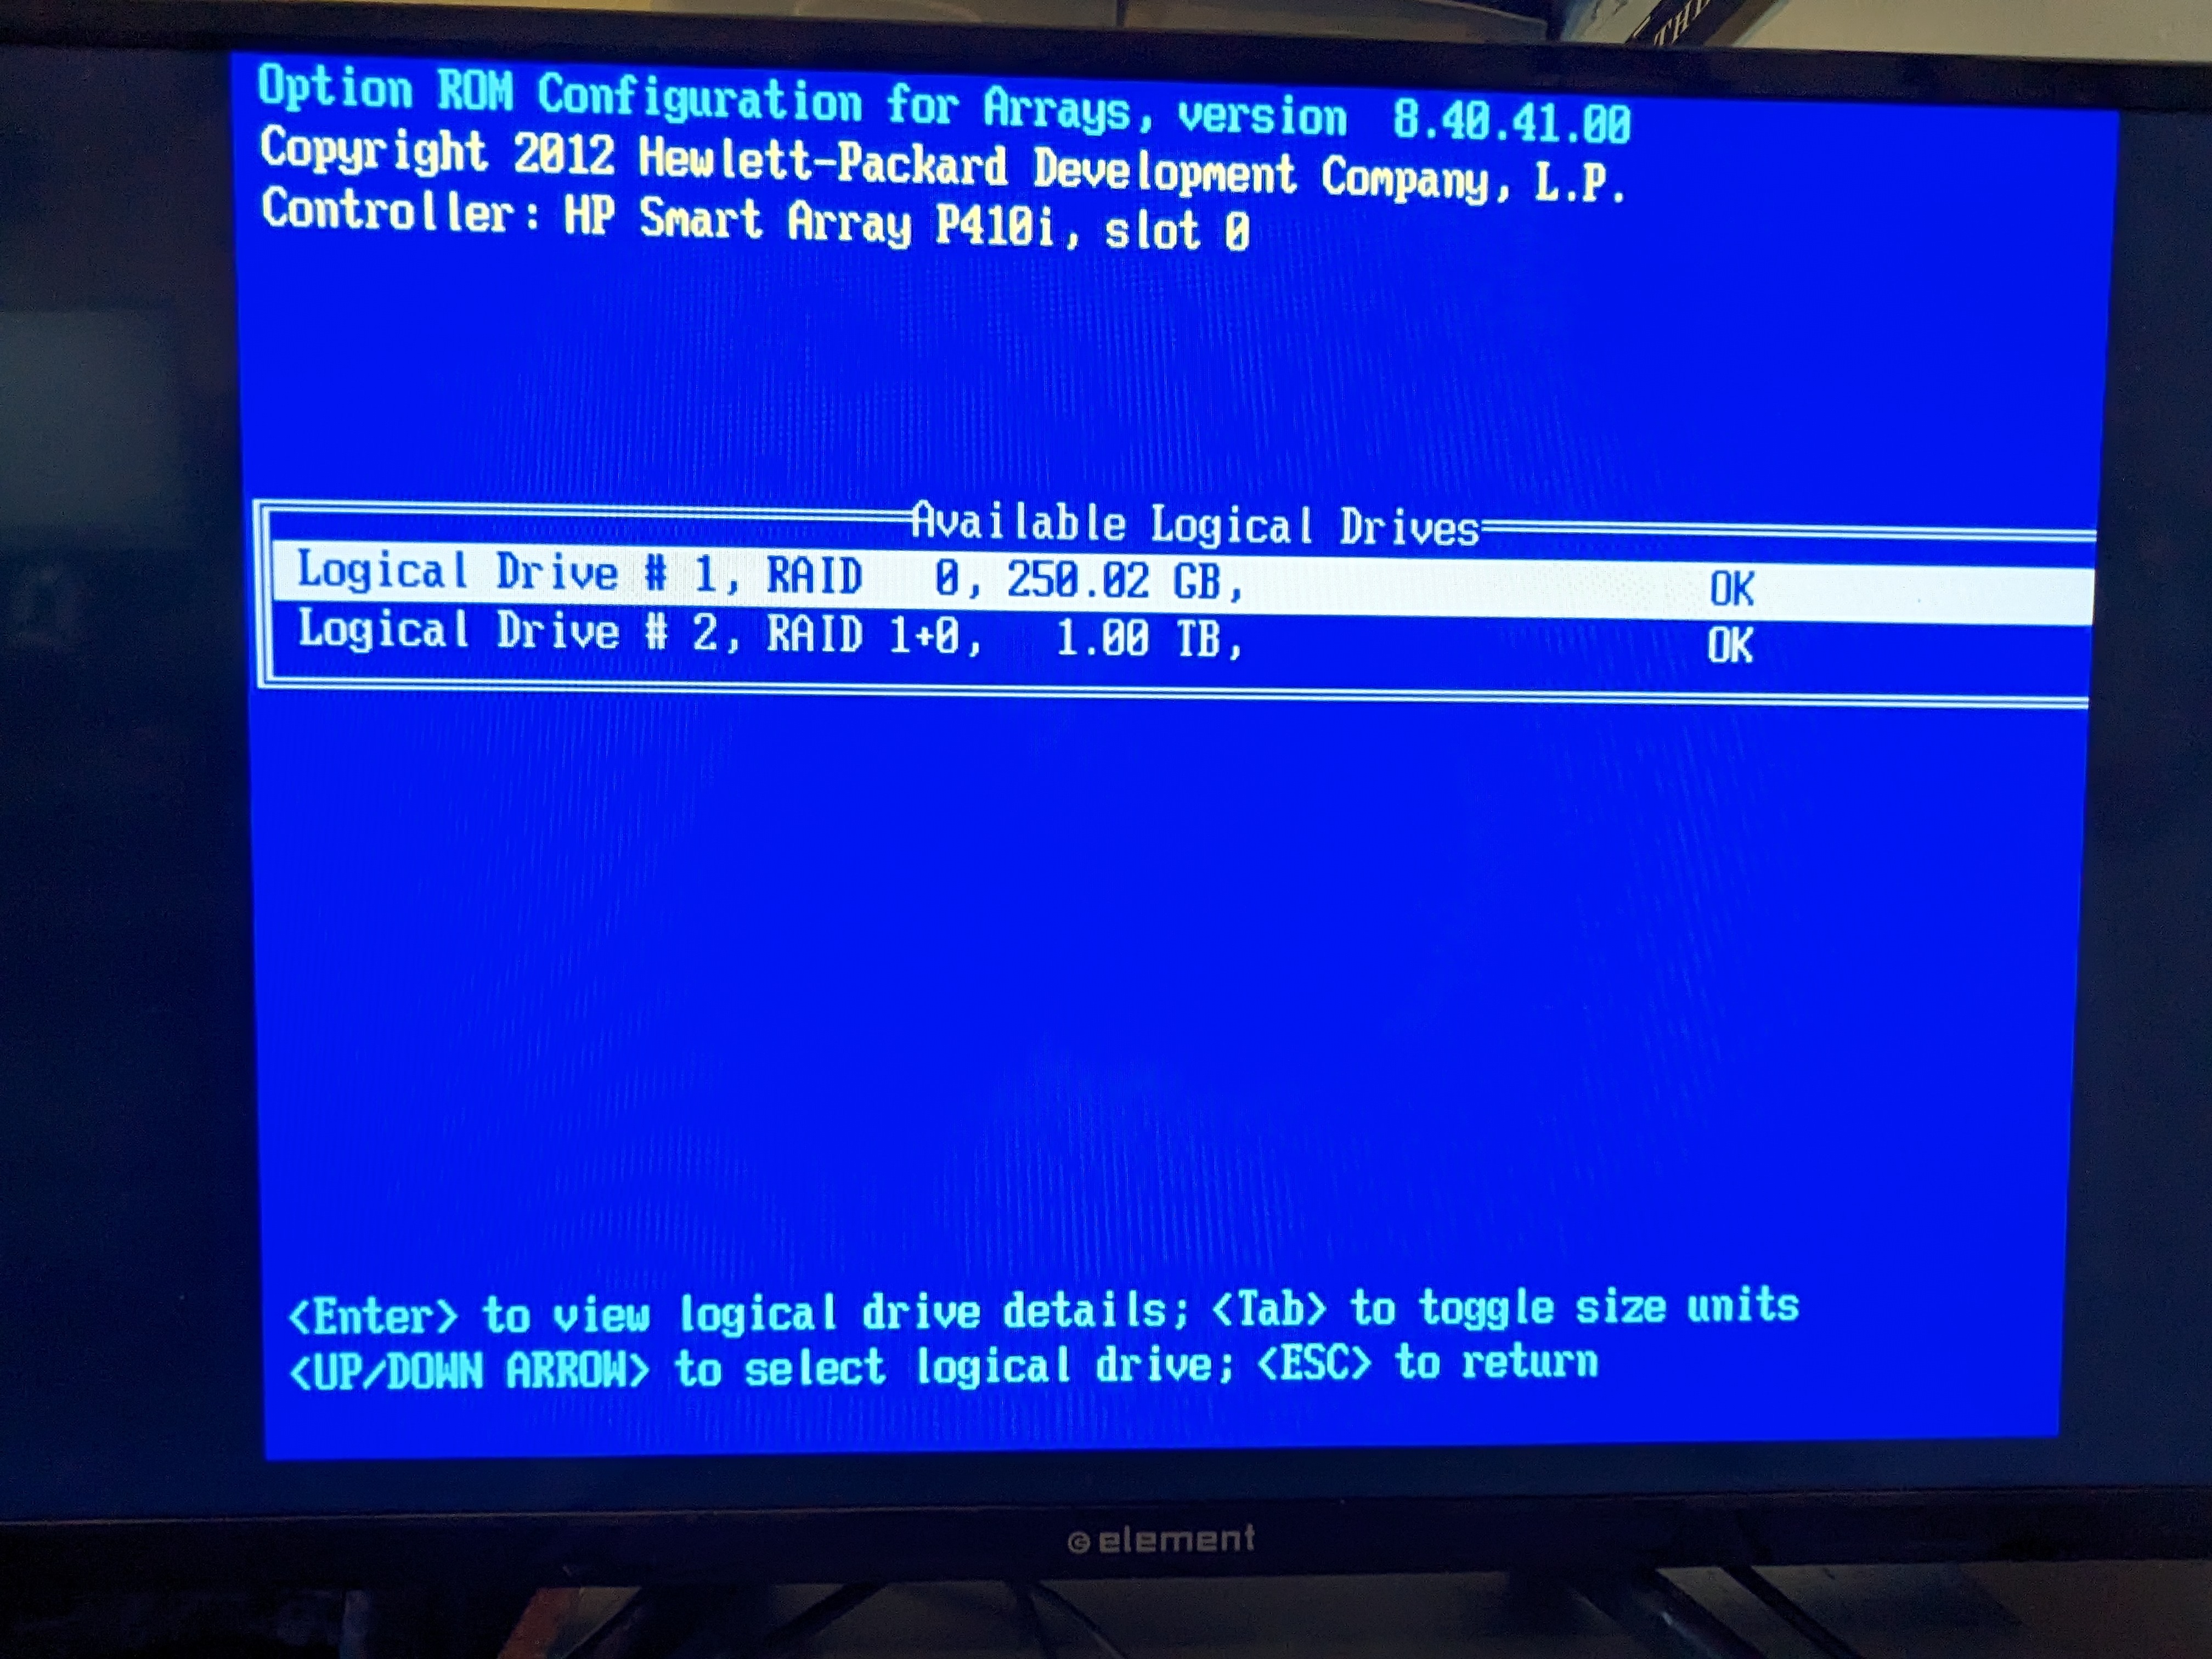 THE
Option ROM Configuration for Arrays, version  8.40.41.00
Copyright 2012 Hewlett-Packard Development Company, L.P.
Controller: HP Smart Array P410i, slot 0
Available Logical Drives
Logical Drive # 1, RAID   0, 250.02 GB,                   OK
Logical Drive # 2, RAID 1+0,   1.00 TB,                   OK
<Enter> to view logical drive details; <Tab> to toggle size units
<UP/DOWN ARROW> to select logical drive; <ESC> to return
element